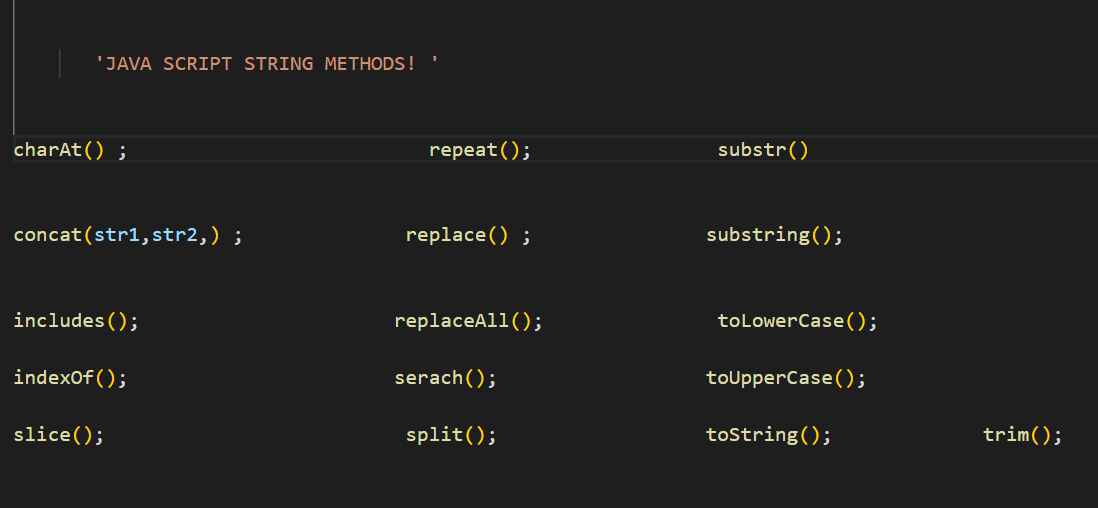 'JAVA SCRIPT STRING METHODS! '
charAt() ; repeat(); substr()
concat(str1,str2,) ; replace() ; substring();
includes(); replaceAll(); toLowerCase();
indexOf(); serach(); toUpperCase();
slice(); split(); toString(); trim();